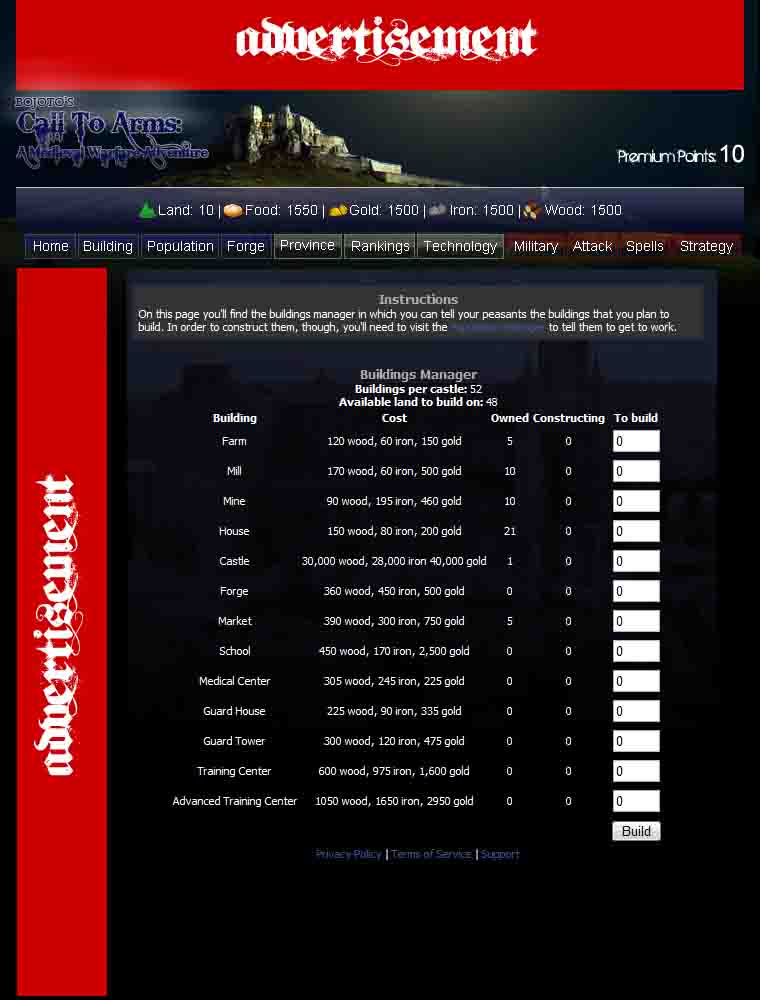 advertisement
BOJOTO'S
Call To Arms:
A Medieval Warfare Adventure
Premium Points: 10
Land: 10 | Food: 1550 | Gold: 1500 | Iron: 1500 | Wood: 1500
Home Building Population Forge Province Rankings Technology Military Attack Spells Strategy
advertisement
Instructions
On this page you'll find the buildings manager in which you can tell your peasants the buildings that you plan to
build. In order to construct them, though, you'll need to visit the to tell them to get to work.
Buildings Manager
Buildings per castle: 52
Available land to build on: 48
Building Cost Owned Constructing To build
Farm 120 wood, 60 iron, 150 gold 5 0 0
Mill 170 wood, 60 iron, 500 gold 10 0 0
Mine 90 wood, 195 iron, 460 gold 10 0 0
House 150 wood, 80 iron, 200 gold 21 0 0
Castle 30,000 wood, 28,000 iron 40,000 gold 1 0 0
Forge 360 wood, 450 iron, 500 gold 0 0 0
Market 390 wood, 300 iron, 750 gold 5 0 0
School 450 wood, 170 iron, 2,500 gold 0 0 0
Medical Center 305 wood, 245 iron, 225 gold 0 0 0
Guard House 225 wood, 90 iron, 335 gold 0 0 0
Guard Tower 300 wood, 120 iron, 475 gold 0 0 0
Training Center 600 wood, 975 iron, 1,600 gold 0 0 0
Advanced Training Center 1050 wood, 1650 iron, 2950 gold 0 0 0
Build
Privacy Policy | Terms of Service | Support